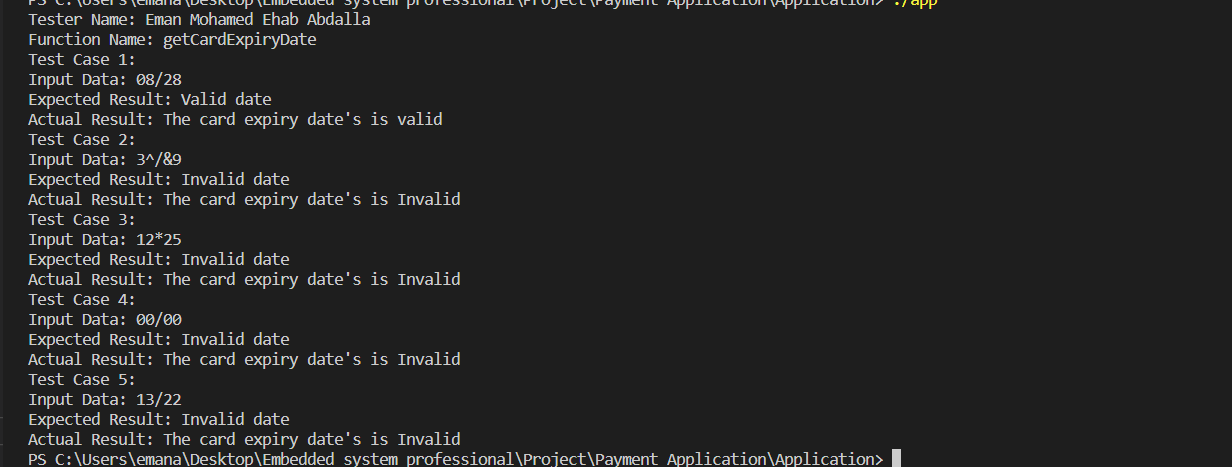 PS C:\Users\emana\Desktop\Embedded system professional\Project\Payment Application\Application> ./app
Tester Name: Eman Mohamed Ehab Abdalla
Function Name: getCardExpiryDate
Test Case 1:
Input Data: 08/28
Expected Result: Valid date
Actual Result: The card expiry date's is valid
Test Case 2:
Input Data: 3^/&9
Expected Result: Invalid date
Actual Result: The card expiry date's is Invalid
Test Case 3:
Input Data: 12*25
Expected Result: Invalid date
Actual Result: The card expiry date's is Invalid
Test Case 4:
Input Data: 00/00
Expected Result: Invalid date
Actual Result: The card expiry date's is Invalid
Test Case 5:
Input Data: 13/22
Expected Result: Invalid date
Actual Result: The card expiry date's is Invalid
PS C:\Users\emana\Desktop\Embedded system professional\Project\Payment Application\Application>